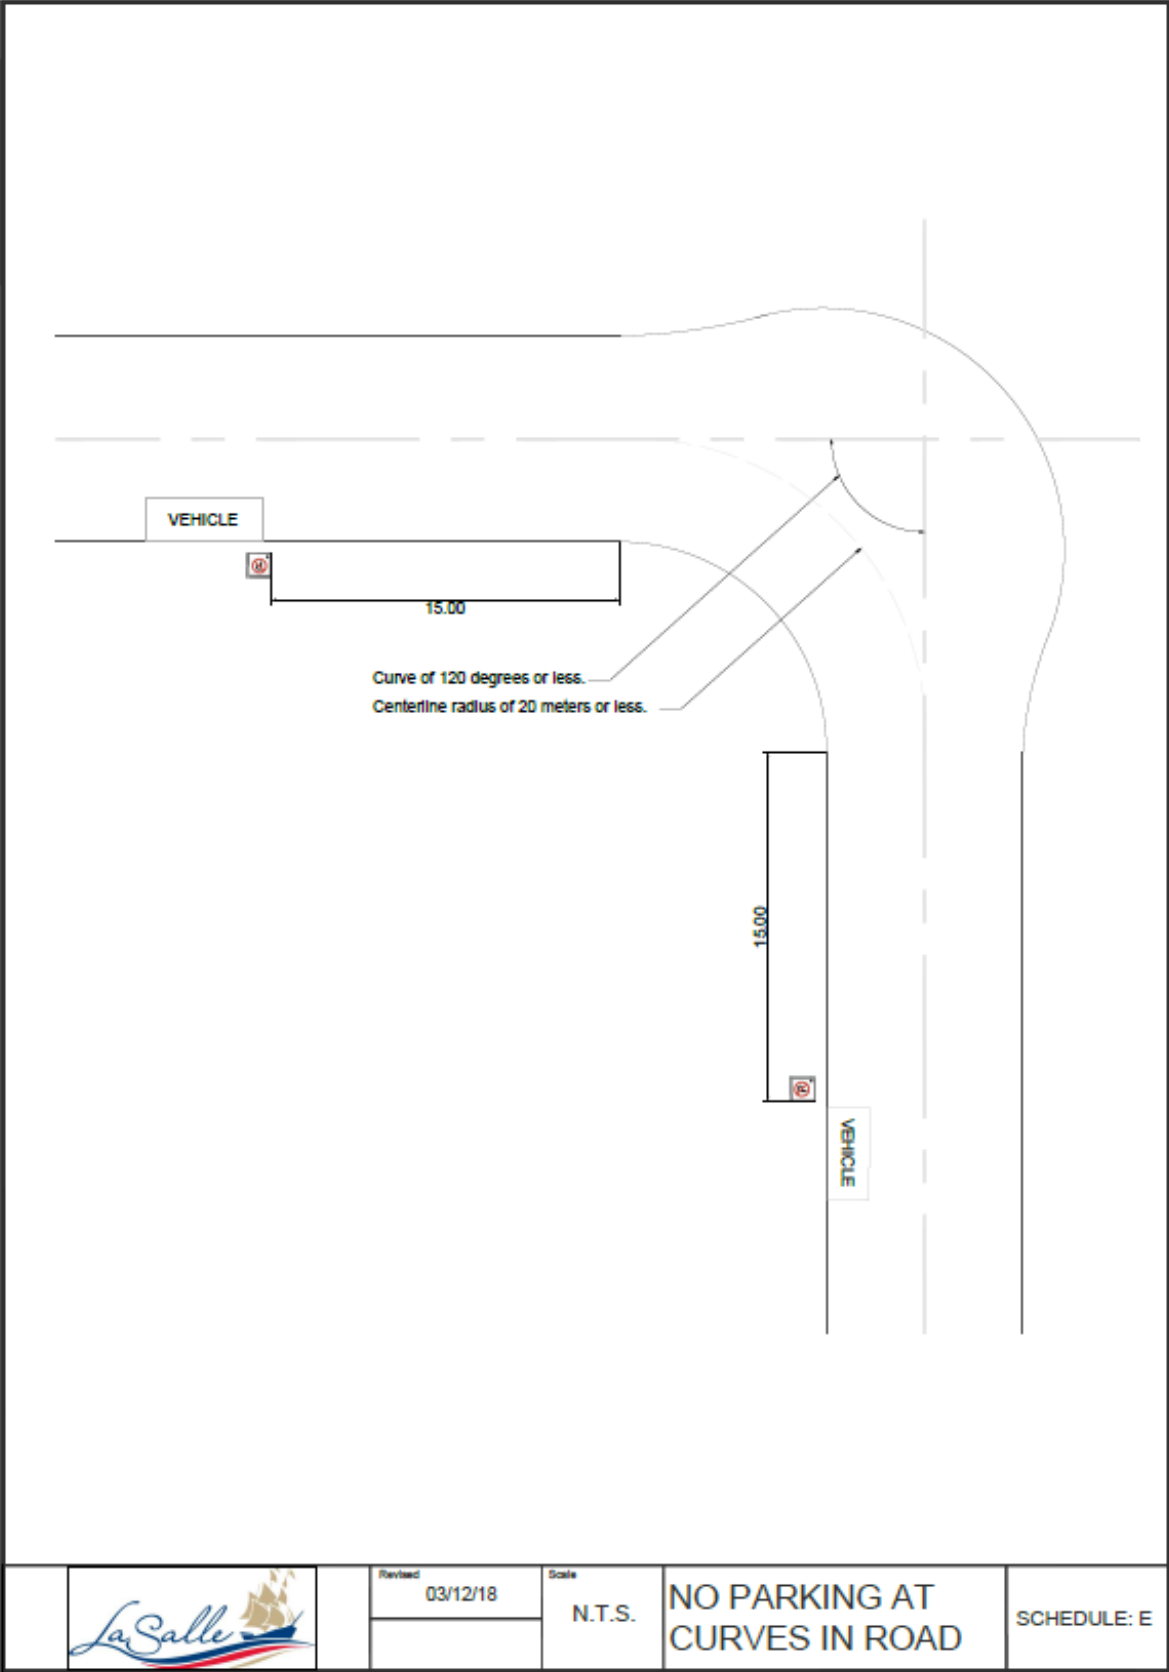 VEHICLE
15.00
Curve of 120 degrees or less.
Centerline radius of 20 meters or less.
15.00
VEHICLE
LaSalle
Revised
03/12/18
Scale
N.T.S.
NO PARKING AT
CURVES IN ROAD
SCHEDULE: E